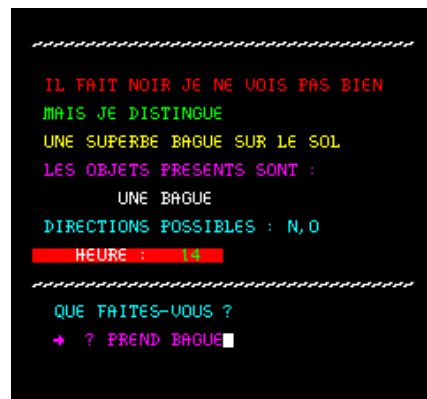 IL FAIT NOIR JE NE VOIS PAS BIEN
MAIS JE DISTINGUE
UNE SUPERBE BAGUE SUR LE SOL
LES OBJETS PRESENTS SONT :
UNE BAGUE
DIRECTIONS POSSIBLES : N,O
HEURE : 14
QUE FAITES-VOUS ?
➔ ? PREND BAGUE